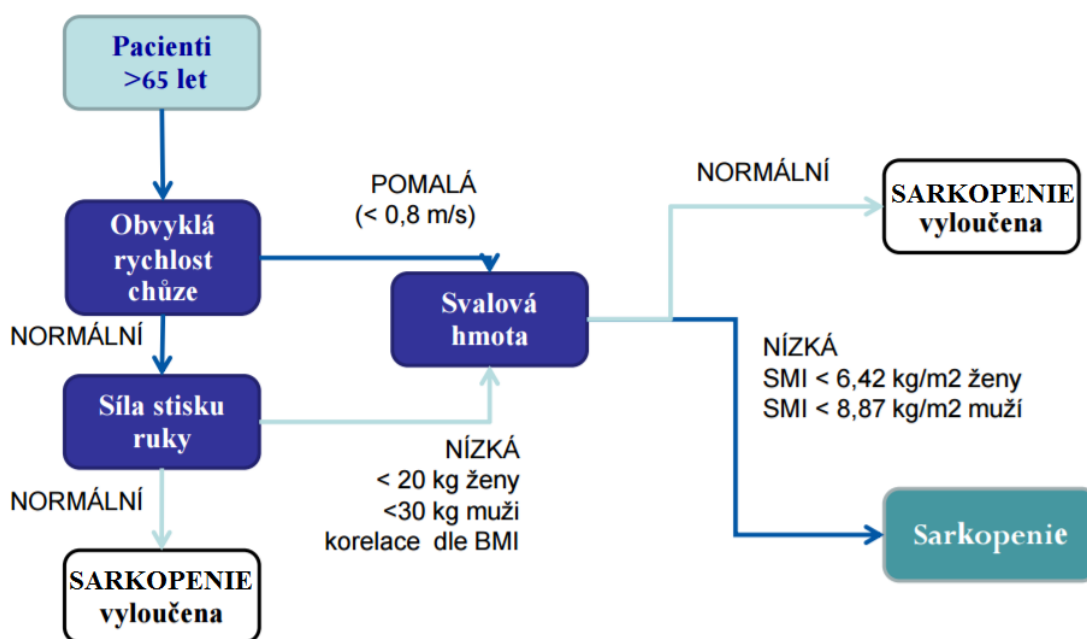 Pacienti
>65 let
POMALÁ
(< 0,8 m/s)
NORMÁLNÍ
SARKOPENIE
vyloučena
Obvyklá
rychlost
chůze
Svalová
hmota
NORMÁLNÍ
NÍZKÁ
SMI < 6,42 kg/m2 ženy
SMI < 8,87 kg/m2 muží
Síla stisku
ruky
NÍZKÁ
< 20 kg ženy
<30 kg muži
korelace dle BMI
NORMÁLNÍ
SARKOPENIE
vyloučena
Sarkopenie